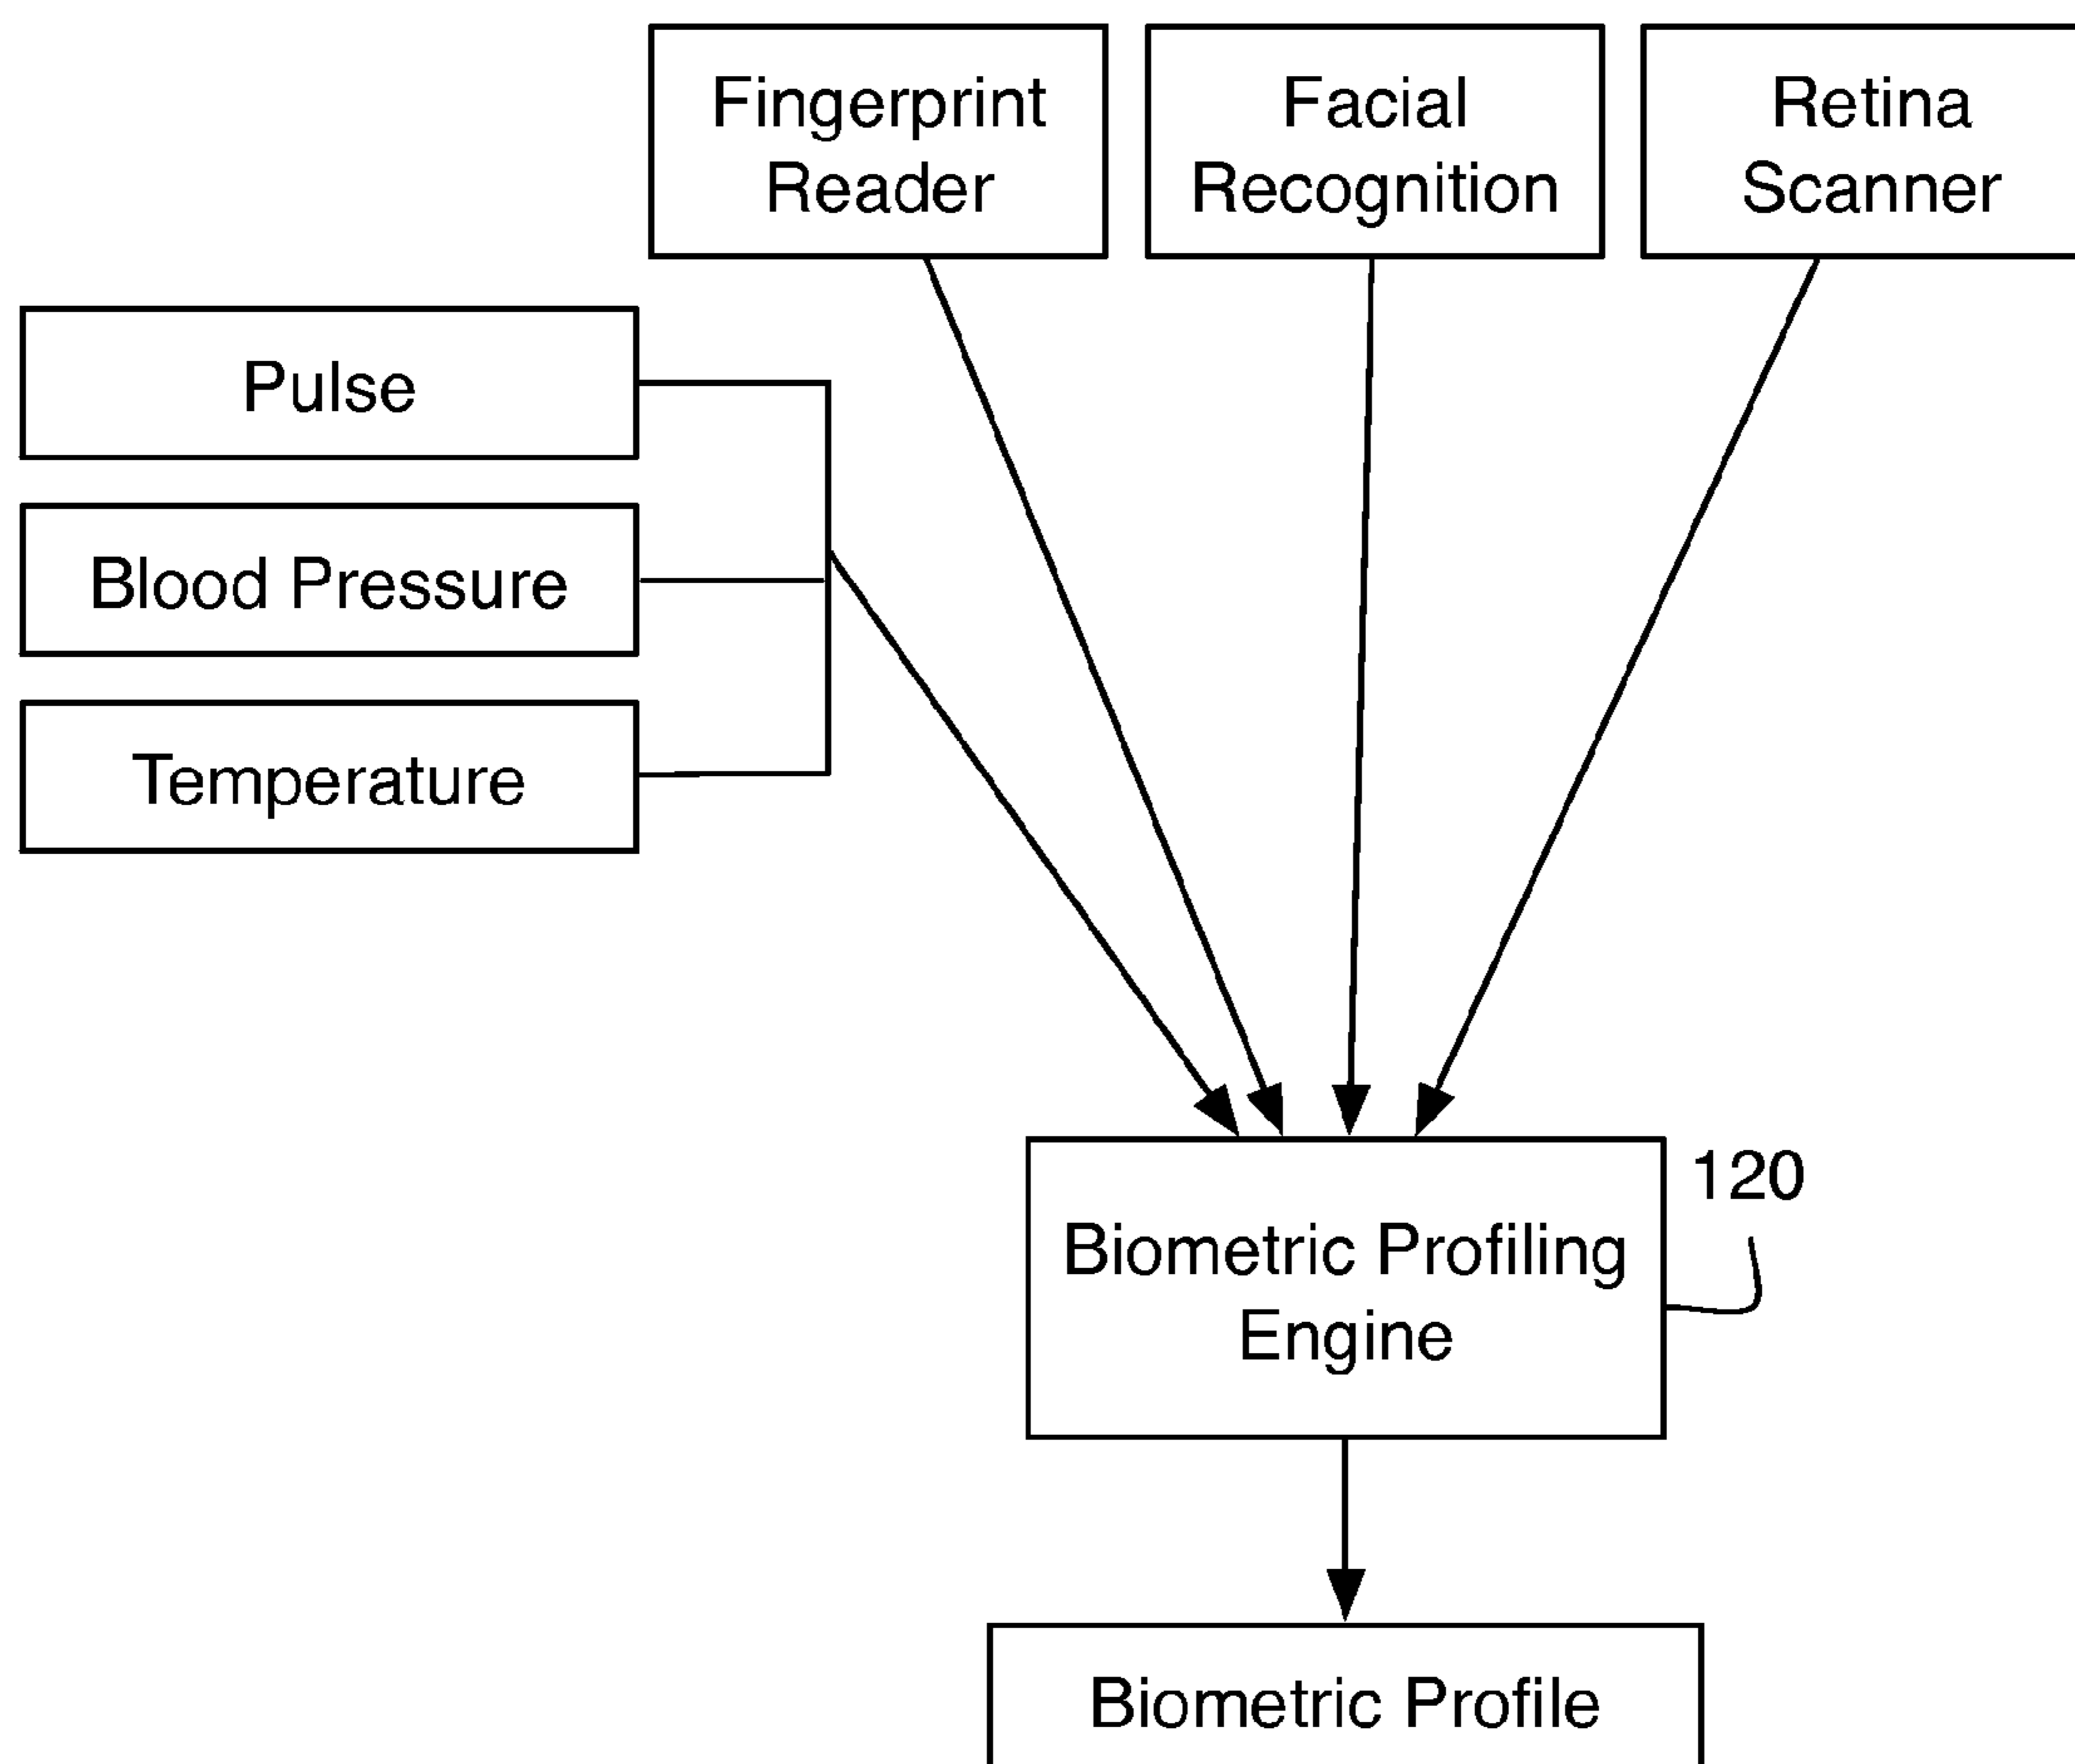 Fingerprint
Reader
Facial
Recognition
Retina
Scanner
Pulse
Blood Pressure
Temperature
120
Biometric Profiling
Engine
Biometric Profile